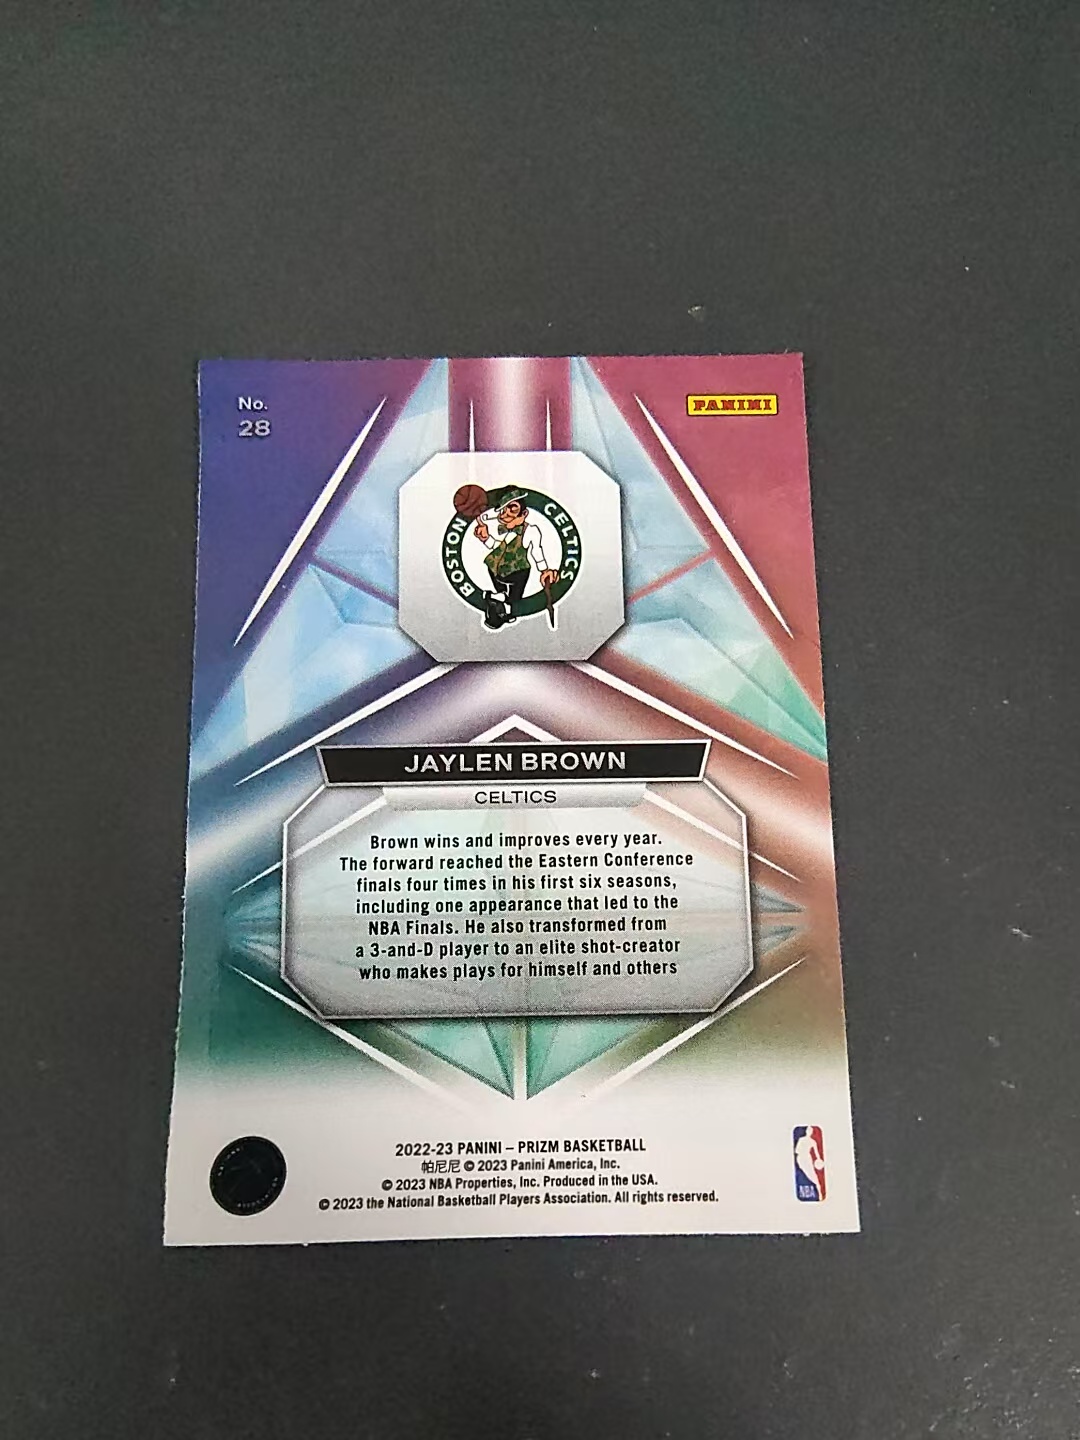 No.
28
PANINI
BOSTON CELTICS
JAYLEN BROWN
CELTICS
Brown wins and improves every year.
The forward reached the Eastern Conference
finals four times in his first six seasons,
including one appearance that led to the
NBA Finals. He also transformed from
a 3-and-D player to an elite shot-creator
who makes plays for himself and others
2022-23 PANINI – PRIZM BASKETBALL
帕尼尼 © 2023 Panini America, Inc.
© 2023 NBA Properties, Inc. Produced in the USA.
© 2023 the National Basketball Players Association. All rights reserved.
NBA